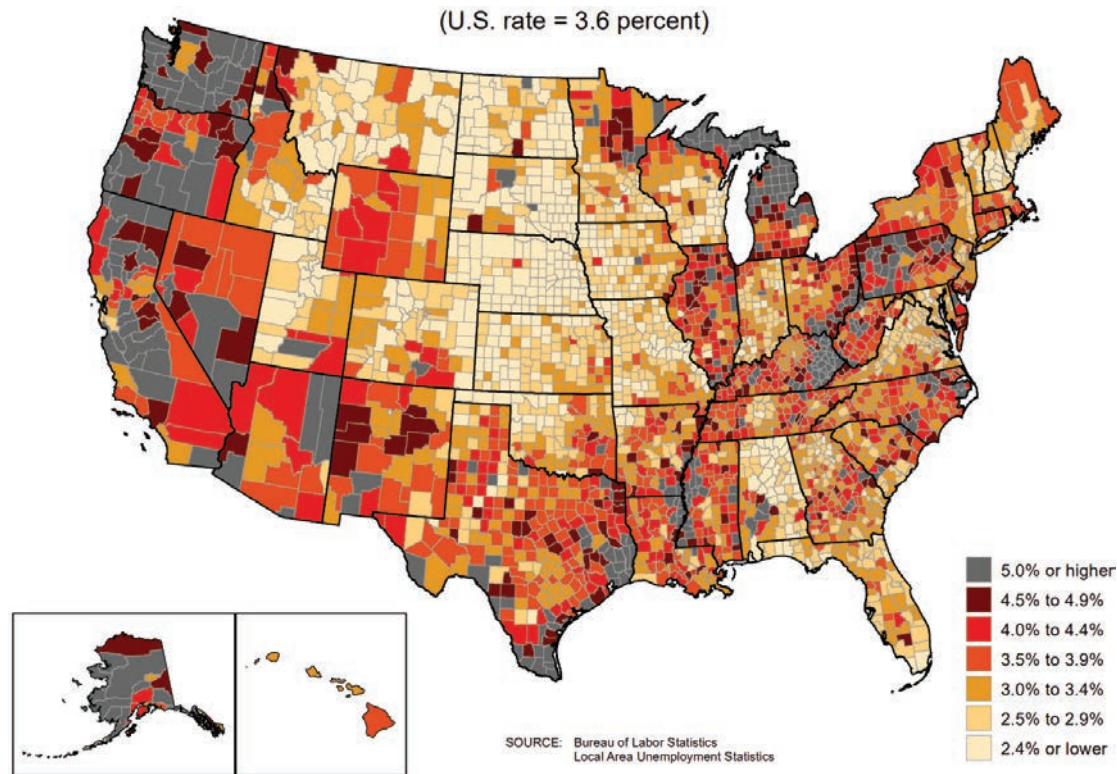 (U.S. rate = 3.6 percent)
5.0% or higher
4.5% to 4.9%
4.0% to 4.4%
3.5% to 3.9%
3.0% to 3.4%
2.5% to 2.9%
2.4% or lower
SOURCE: Bureau of Labor Statistics
Local Area Unemployment Statistics